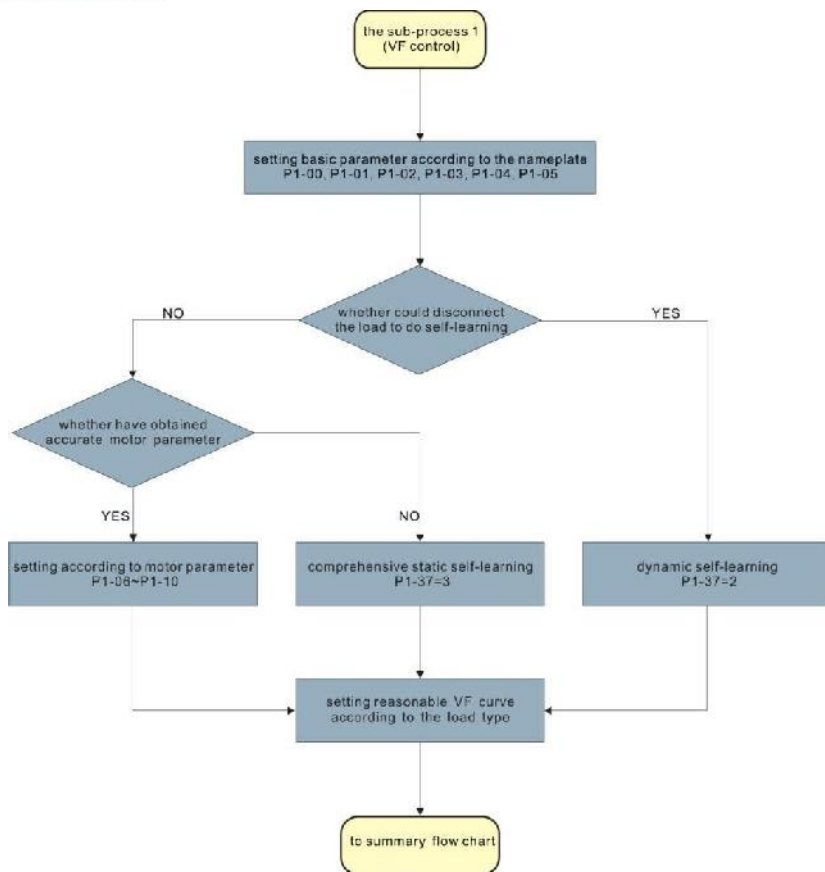 the sub-process 1
(VF control)
setting basic parameter according to the nameplate
P1-00, P1-01, P1-02, P1-03, P1-04, P1-05
whether could disconnect
the load to do self-learning
NO
YES
whether have obtained
accurate motor parameter
YES
NO
setting according to motor parameter
P1-06~P1-10
comprehensive static self-learning
P1-37=3
dynamic self-learning
P1-37=2
setting reasonable VF curve
according to the load type
to summary flow chart